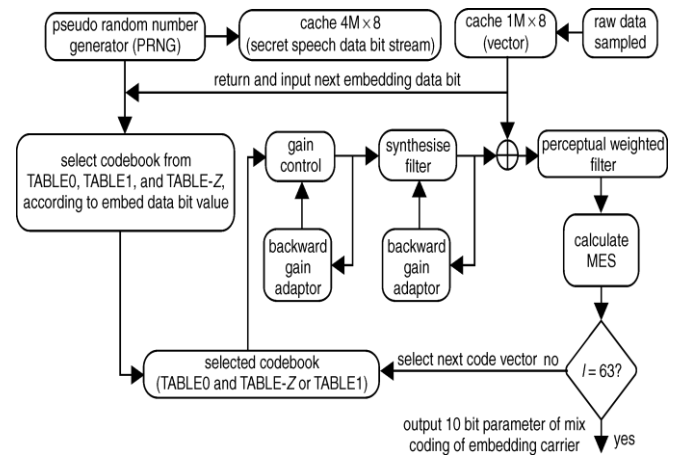 pseudo random number
generator (PRNG)
cache 4M×8
(secret speech data bit stream)
cache 1M×8
(vector)
raw data
sampled
return and input next embedding data bit
select codebook from
TABLE0, TABLE1, and TABLE-Z,
according to embed data bit value
gain
control
synthesise
filter
perceptual weighted
filter
backward
gain
adaptor
backward
gain
adaptor
calculate
MES
selected codebook
(TABLE0 and TABLE-Z or TABLE1)
select next code vector no
l = 63?
output 10 bit parameter of mix
coding of embedding carrier
yes